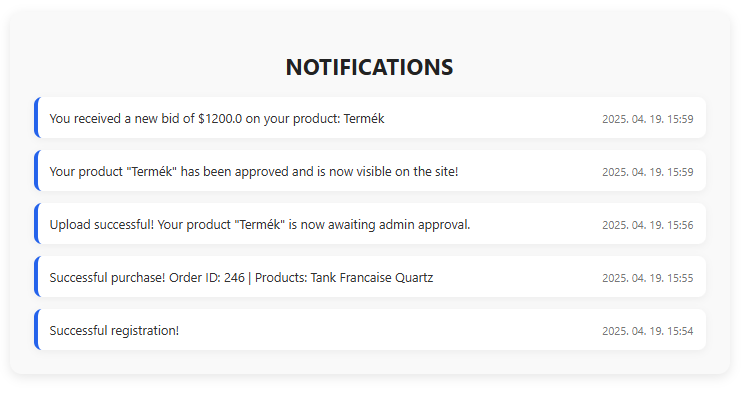 NOTIFICATIONS
You received a new bid of $1200.0 on your product: Termék 2025. 04. 19. 15:59
Your product "Termék" has been approved and is now visible on the site! 2025. 04. 19. 15:59
Upload successful! Your product "Termék" is now awaiting admin approval. 2025. 04. 19. 15:56
Successful purchase! Order ID: 246 | Products: Tank Francaise Quartz 2025. 04. 19. 15:55
Successful registration! 2025. 04. 19. 15:54